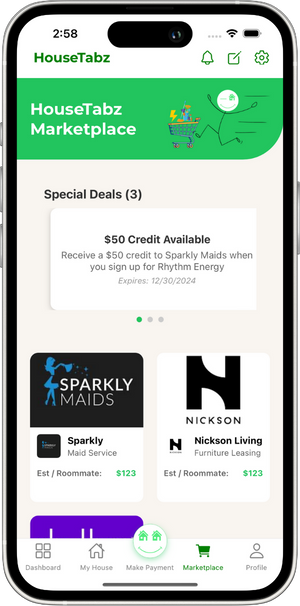 2:58
HouseTabz
HouseTabz
Marketplace
Special Deals (3)
$50 Credit Available
Receive a $50 credit to Sparkly Maids when
you sign up for Rhythm Energy
Expires: 12/30/2024
SPARKLY
MAIDS
NICKSON
Sparkly
Maid Service
Est / Roommate: $123
NICKSON
Nickson Living
Furniture Leasing
Est / Roommate: $123
Dashboard
My House
Make Payment
Marketplace
Profile